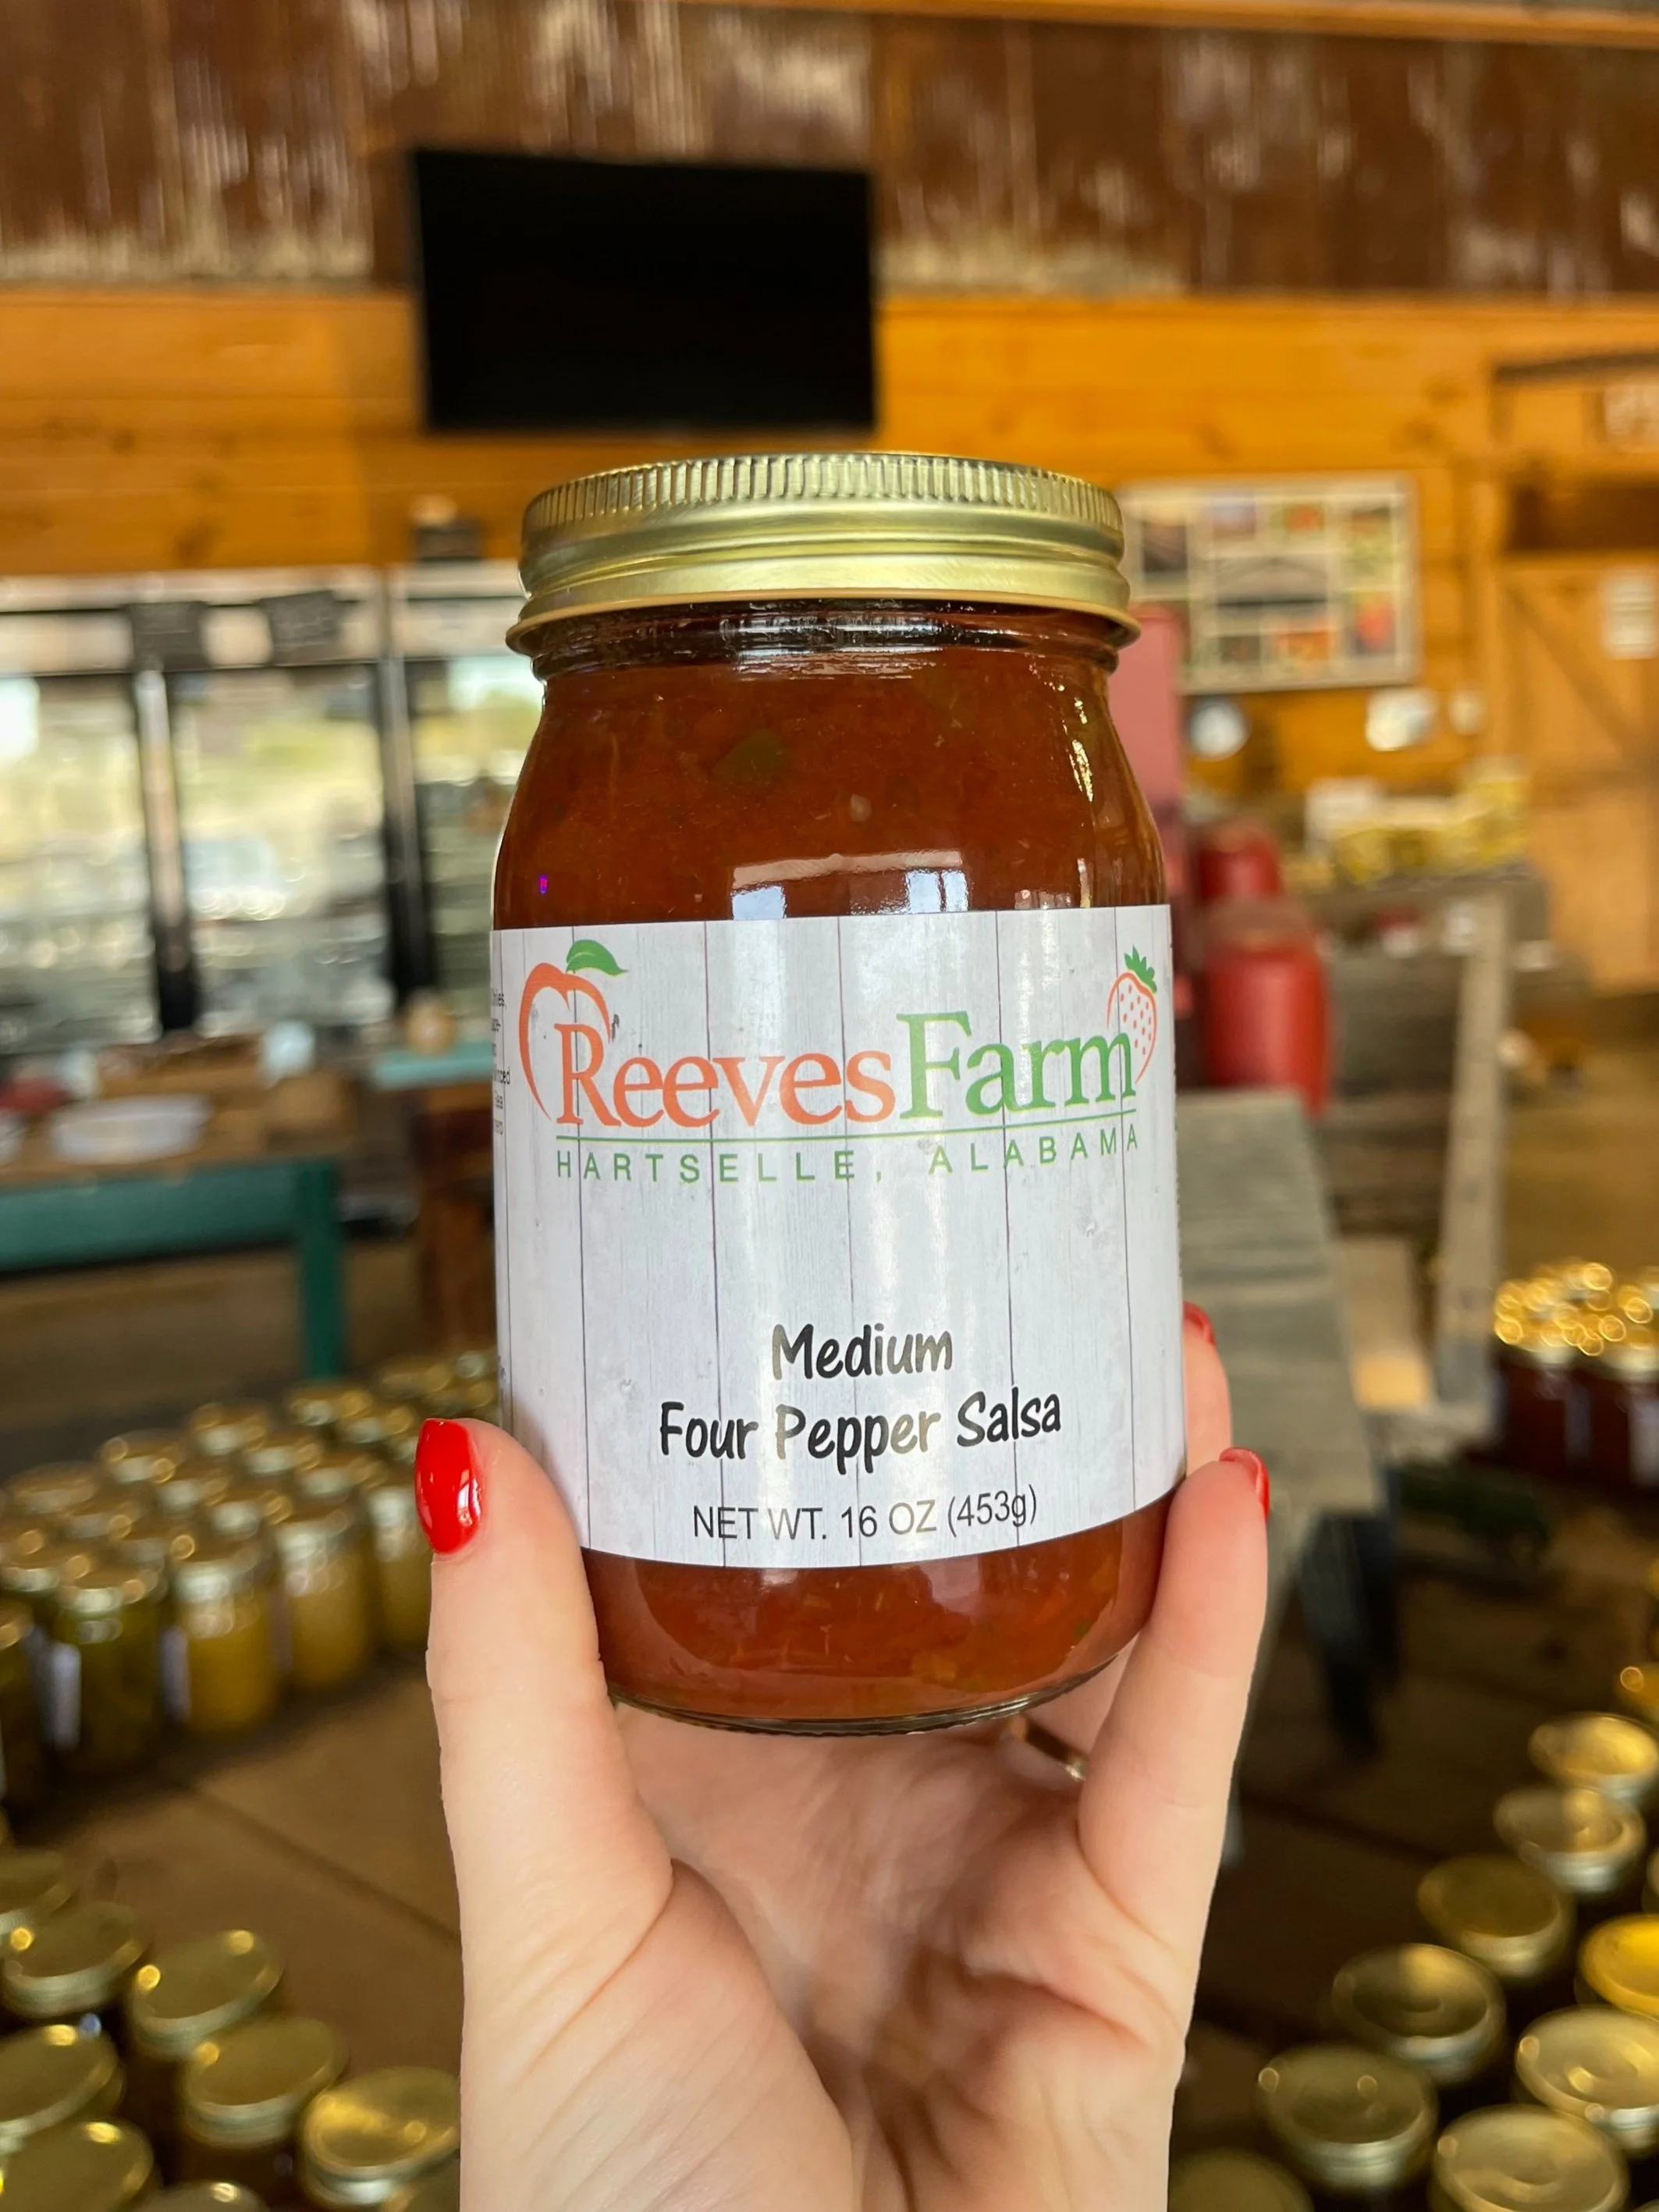 ReevesFarm
HARTSELLE, ALABAMA
Medium
Four Pepper Salsa
NET WT. 16 OZ (453g)